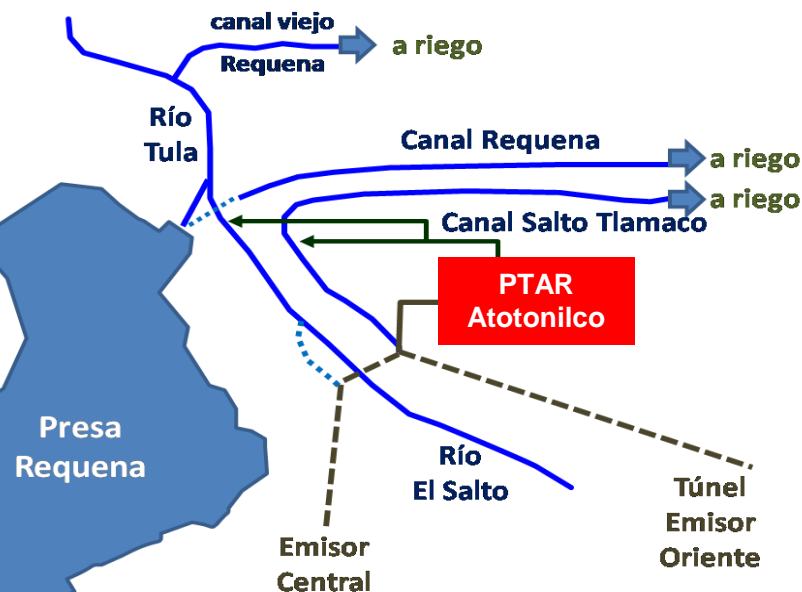 canal viejo
Requena
a riego
Río
Tula
Canal Requena
a riego
a riego
Canal Salto Tlamaco
PTAR
Atotonilco
Presa
Requena
Río
El Salto
Túnel
Emisor
Oriente
Emisor
Central